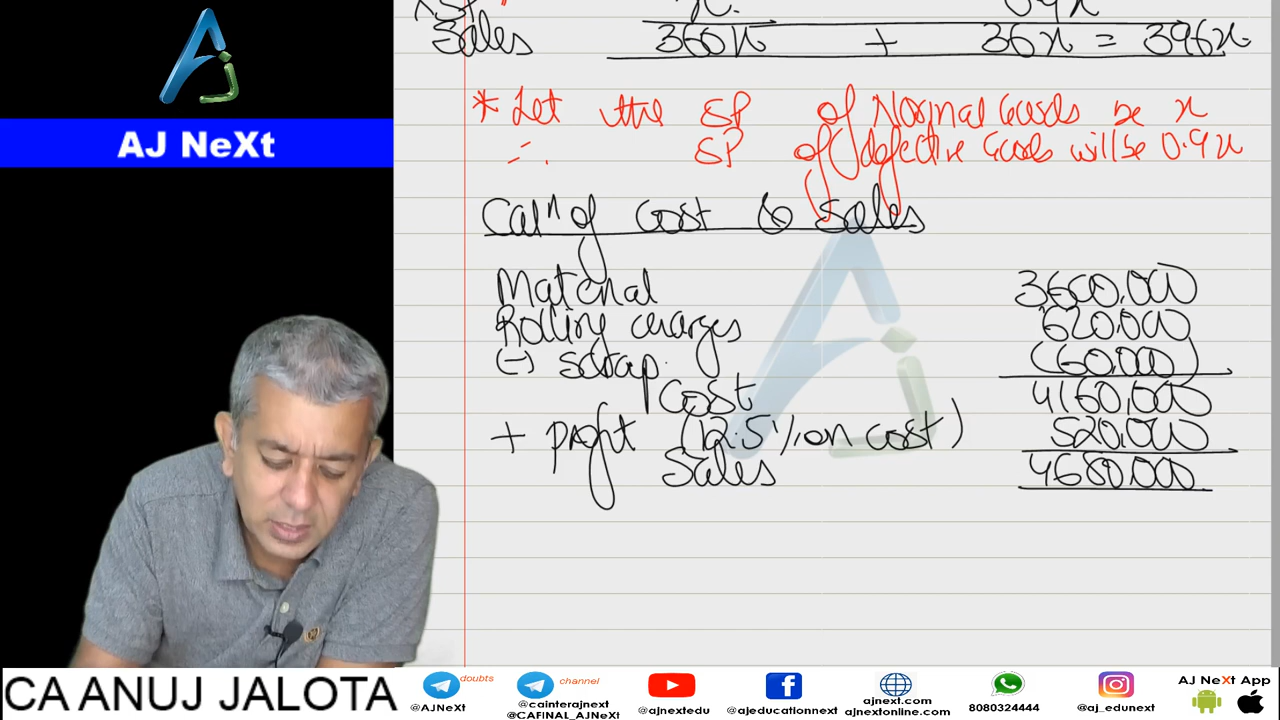 Sales 360x + 36x = 396x
* Let the SP of Normal Goods be x
∴ SP of defective Goods will be 0.9x
Calⁿ of Cost & Sales
Material 3600,000
Rolling charges 620,000
(-) Scrap (60,000)
Cost 4160,000
+ Profit (12.5% on cost) 520,000
Sales 4680,000
AJ NeXt
CA ANUJ JALOTA
doubts
@AJNeXt
channel
@cainterajnext
@CAFINAL_AJNeXt
@ajnextedu
@ajeducationnext
ajnext.com
ajnextonline.com
8080324444
@aj_edunext
AJ NeXt App